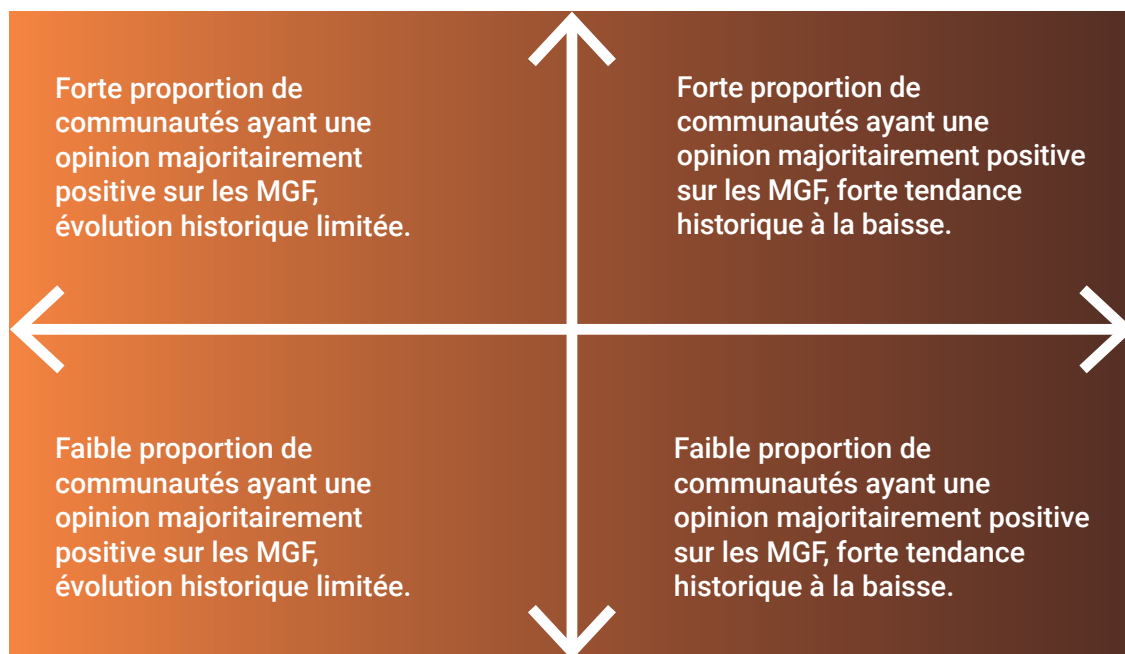 Forte proportion de
communautés ayant une
opinion majoritairement
positive sur les MGF,
évolution historique limitée.
Forte proportion de
communautés ayant une
opinion majoritairement positive
sur les MGF, forte tendance
historique à la baisse.
Faible proportion de
communautés ayant une
opinion majoritairement
positive sur les MGF,
évolution historique limitée.
Faible proportion de
communautés ayant une
opinion majoritairement positive
sur les MGF, forte tendance
historique à la baisse.